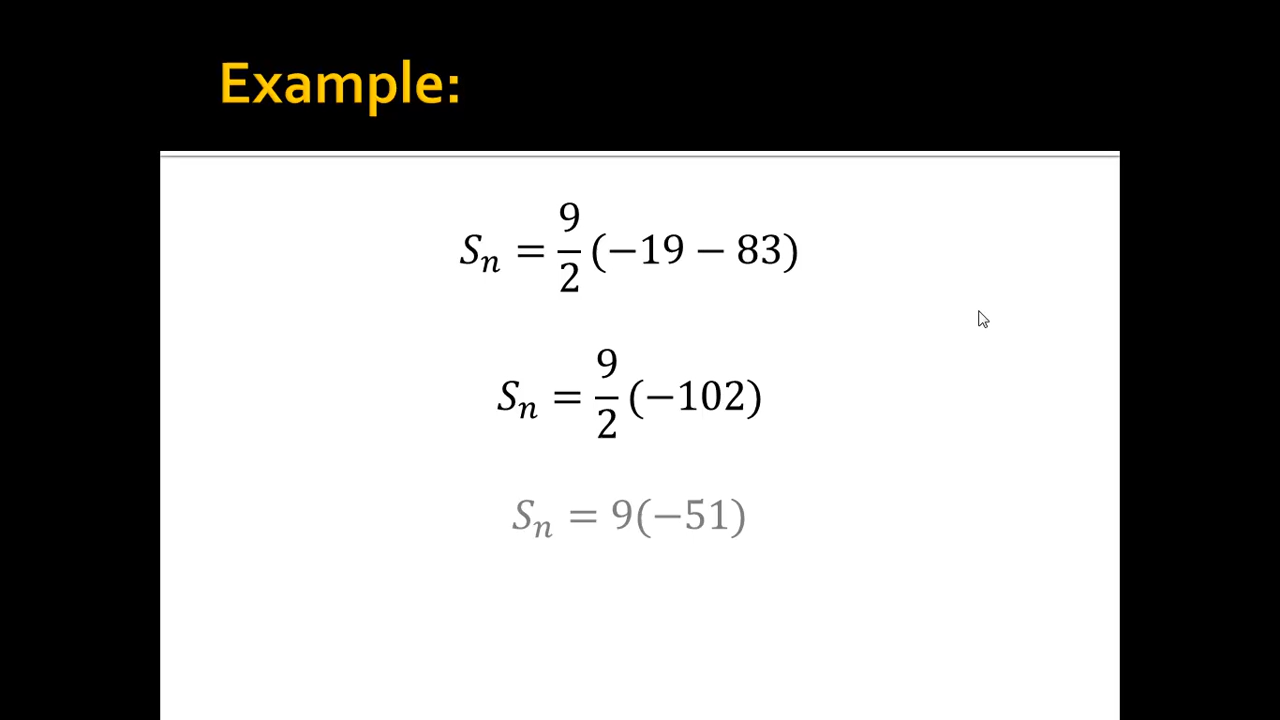 Example:
Sₙ = 9/2 (−19 − 83)
Sₙ = 9/2 (−102)
Sₙ = 9(−51)